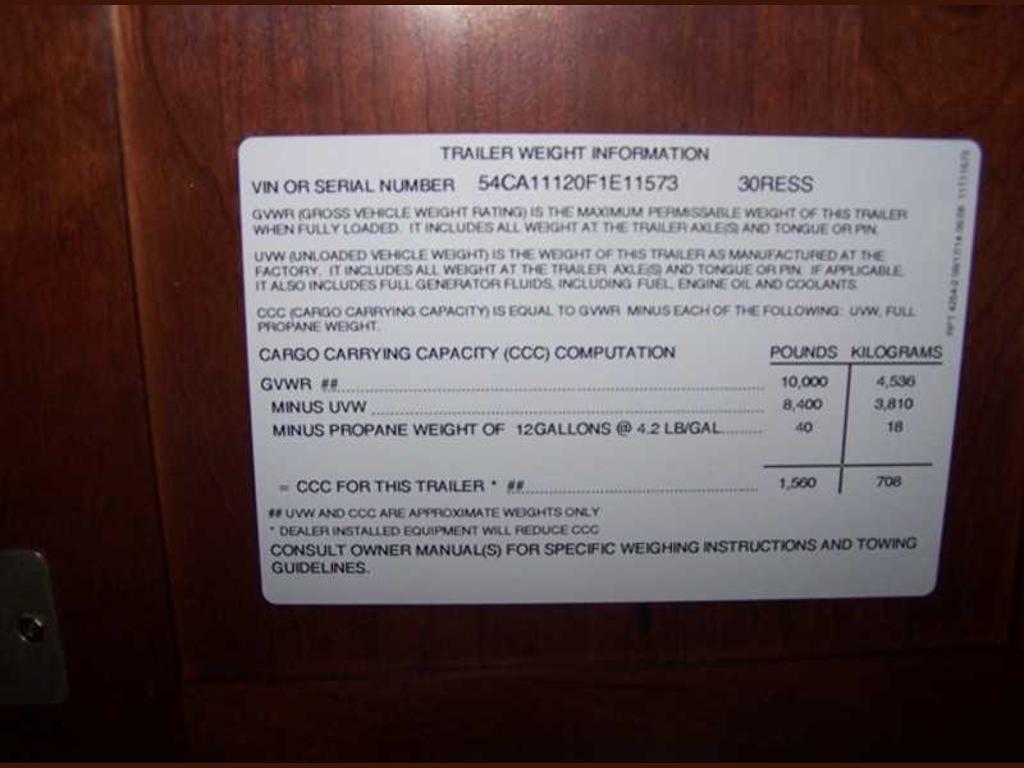 TRAILER WEIGHT INFORMATION
VIN OR SERIAL NUMBER 54CA11120F1E11573 30RESS
GVWR (GROSS VEHICLE WEIGHT RATING) IS THE MAXIMUM PERMISSABLE WEIGHT OF THIS TRAILER
WHEN FULLY LOADED. IT INCLUDES ALL WEIGHT AT THE TRAILER AXLE(S) AND TONGUE OR PIN.
UVW (UNLOADED VEHICLE WEIGHT) IS THE WEIGHT OF THIS TRAILER AS MANUFACTURED AT THE
FACTORY. IT INCLUDES ALL WEIGHT AT THE TRAILER AXLE(S) AND TONGUE OR PIN. IF APPLICABLE,
IT ALSO INCLUDES FULL GENERATOR FLUIDS, INCLUDING FUEL, ENGINE OIL AND COOLANTS.
CCC (CARGO CARRYING CAPACITY) IS EQUAL TO GVWR MINUS EACH OF THE FOLLOWING: UVW, FULL
PROPANE WEIGHT.
CARGO CARRYING CAPACITY (CCC) COMPUTATION POUNDS KILOGRAMS
GVWR ## 10,000 4,536
MINUS UVW 8,400 3,810
MINUS PROPANE WEIGHT OF 12GALLONS @ 4.2 LB/GAL 40 18
= CCC FOR THIS TRAILER * ## 1,560 708
## UVW AND CCC ARE APPROXIMATE WEIGHTS ONLY
* DEALER INSTALLED EQUIPMENT WILL REDUCE CCC
CONSULT OWNER MANUAL(S) FOR SPECIFIC WEIGHING INSTRUCTIONS AND TOWING
GUIDELINES.